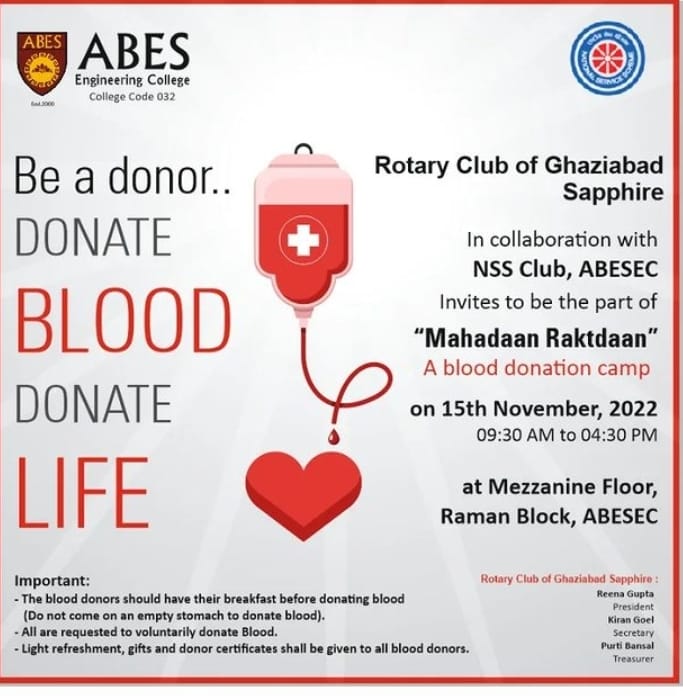 ABES
Estd.2000
ABES
Engineering College
College Code 032
NATIONAL SERVICE SCHEME
Be a donor..
DONATE
BLOOD
DONATE
LIFE
Rotary Club of Ghaziabad
Sapphire
In collaboration with
NSS Club, ABESEC
Invites to be the part of
“Mahadaan Raktdaan”
A blood donation camp
on 15th November, 2022
09:30 AM to 04:30 PM
at Mezzanine Floor,
Raman Block, ABESEC
Important:
- The blood donors should have their breakfast before donating blood
(Do not come on an empty stomach to donate blood).
- All are requested to voluntarily donate Blood.
- Light refreshment, gifts and donor certificates shall be given to all blood donors.
Rotary Club of Ghaziabad Sapphire :
Reena Gupta
President
Kiran Goel
Secretary
Purti Bansal
Treasurer